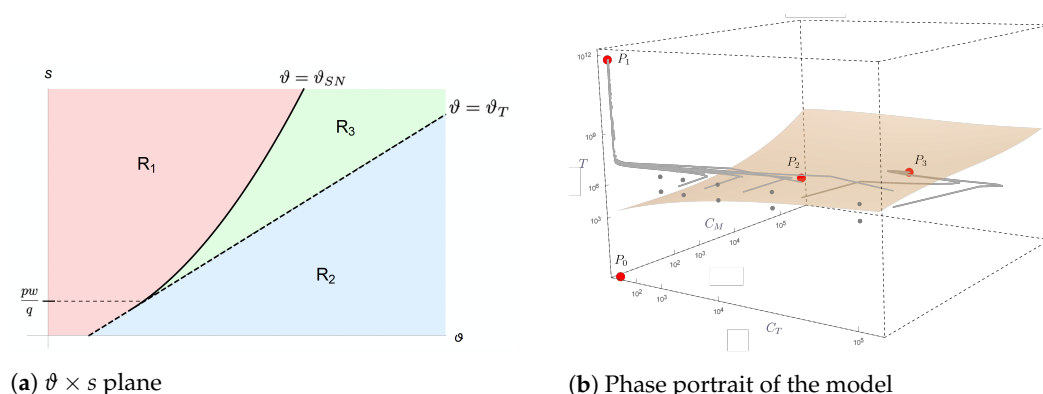 s
ϑ = ϑ_SN
ϑ = ϑ_T
R₁
R₃
R₂
pw/q
ϑ
(a) ϑ × s plane
10¹²
P₁
10⁹
T
10⁶
10³
P₂
P₃
C_M
10²
10³
10⁴
10⁵
P₀
10²
10³
10⁴
10⁵
C_T
(b) Phase portrait of the model